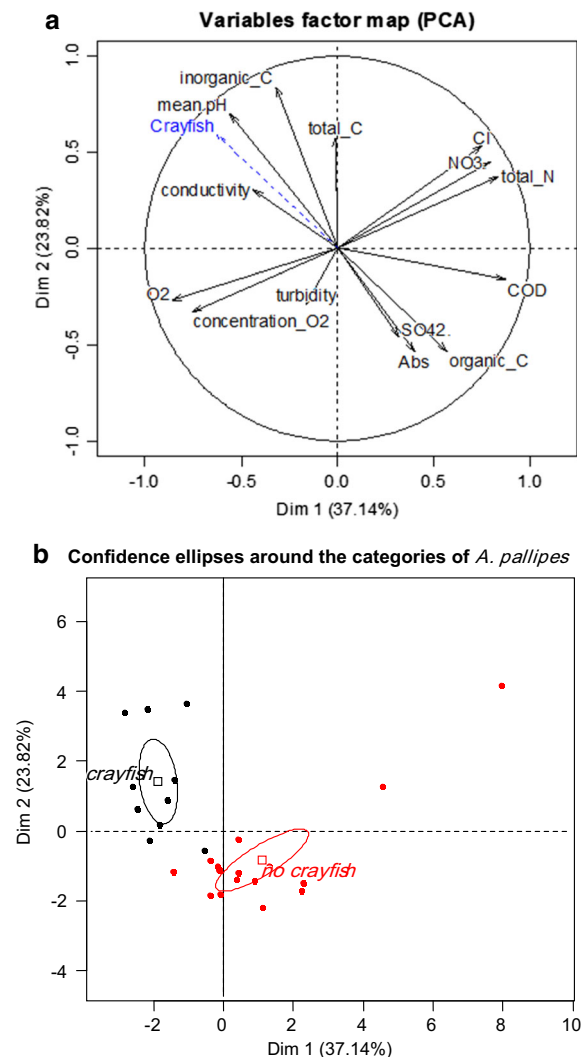 a
Variables factor map (PCA)
1.0
0.5
0.0
-0.5
-1.0
Dim 2 (23.82%)
inorganic_C
mean.pH
Crayfish
total_C
Cl
NO3.
total_N
conductivity
O2
turbidity
concentration_O2
COD
SO42.
Abs
organic_C
-1.0 -0.5 0.0 0.5 1.0
Dim 1 (37.14%)
b Confidence ellipses around the categories of A. pallipes
6
4
2
0
-2
-4
Dim 2 (23.82%)
crayfish
no crayfish
-2 0 2 4 6 8 10
Dim 1 (37.14%)